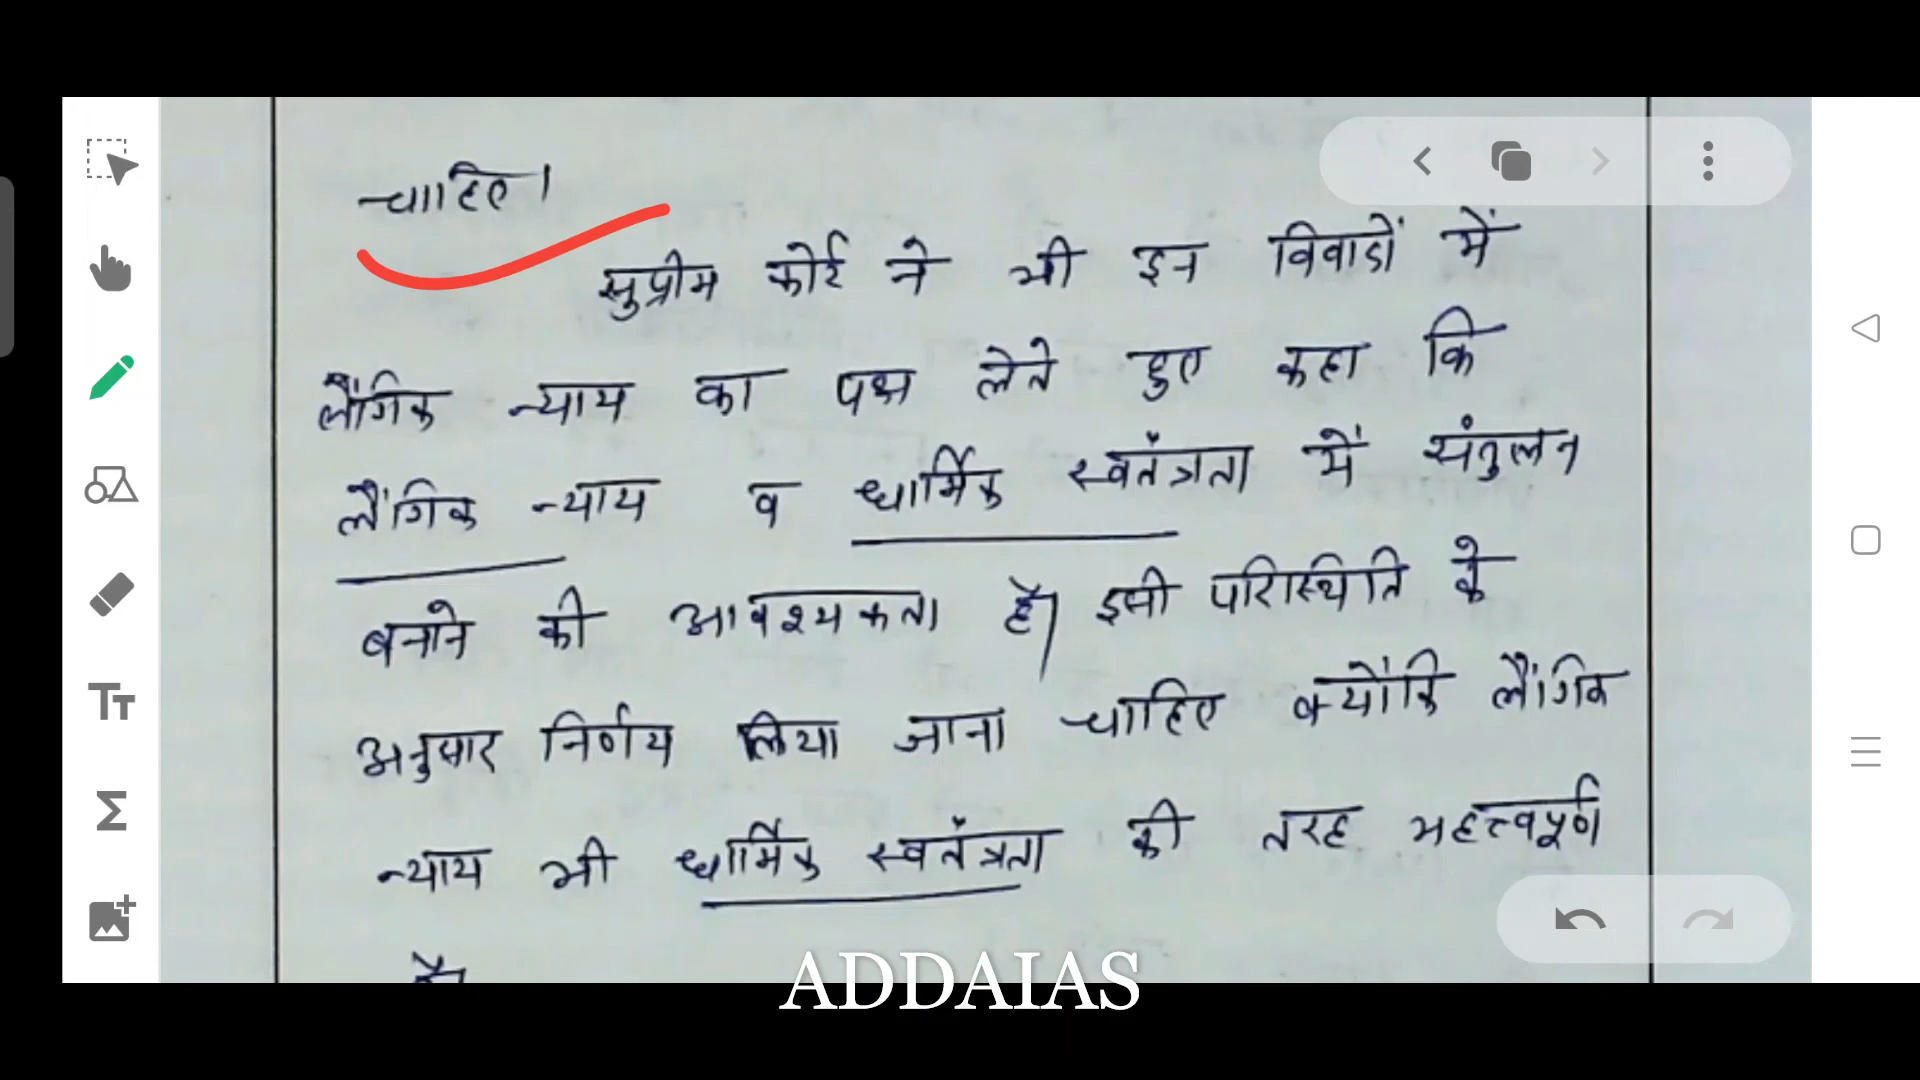 चाहिए।
सुप्रीम कोर्ट ने भी इन विवादों में
लैंगिक न्याय का पक्ष लेते हुए कहा कि
लैंगिक न्याय व धार्मिक स्वतंत्रता में संतुलन
बनाने की आवश्यकता है। इसी परिस्थिति के
अनुसार निर्णय लिया जाना चाहिए क्योंकि लैंगिक
न्याय भी धार्मिक स्वतंत्रता की तरह महत्त्वपूर्ण
है
TT
ADDAIAS